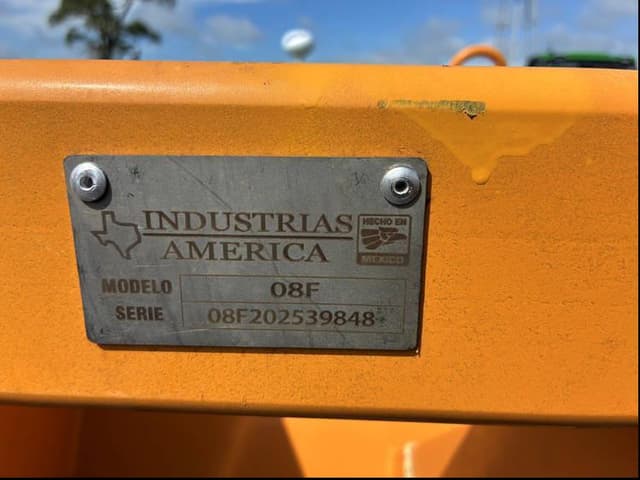 INDUSTRIAS
AMERICA
HECHO EN
MEXICO
MODELO 08F
SERIE 08F202539848